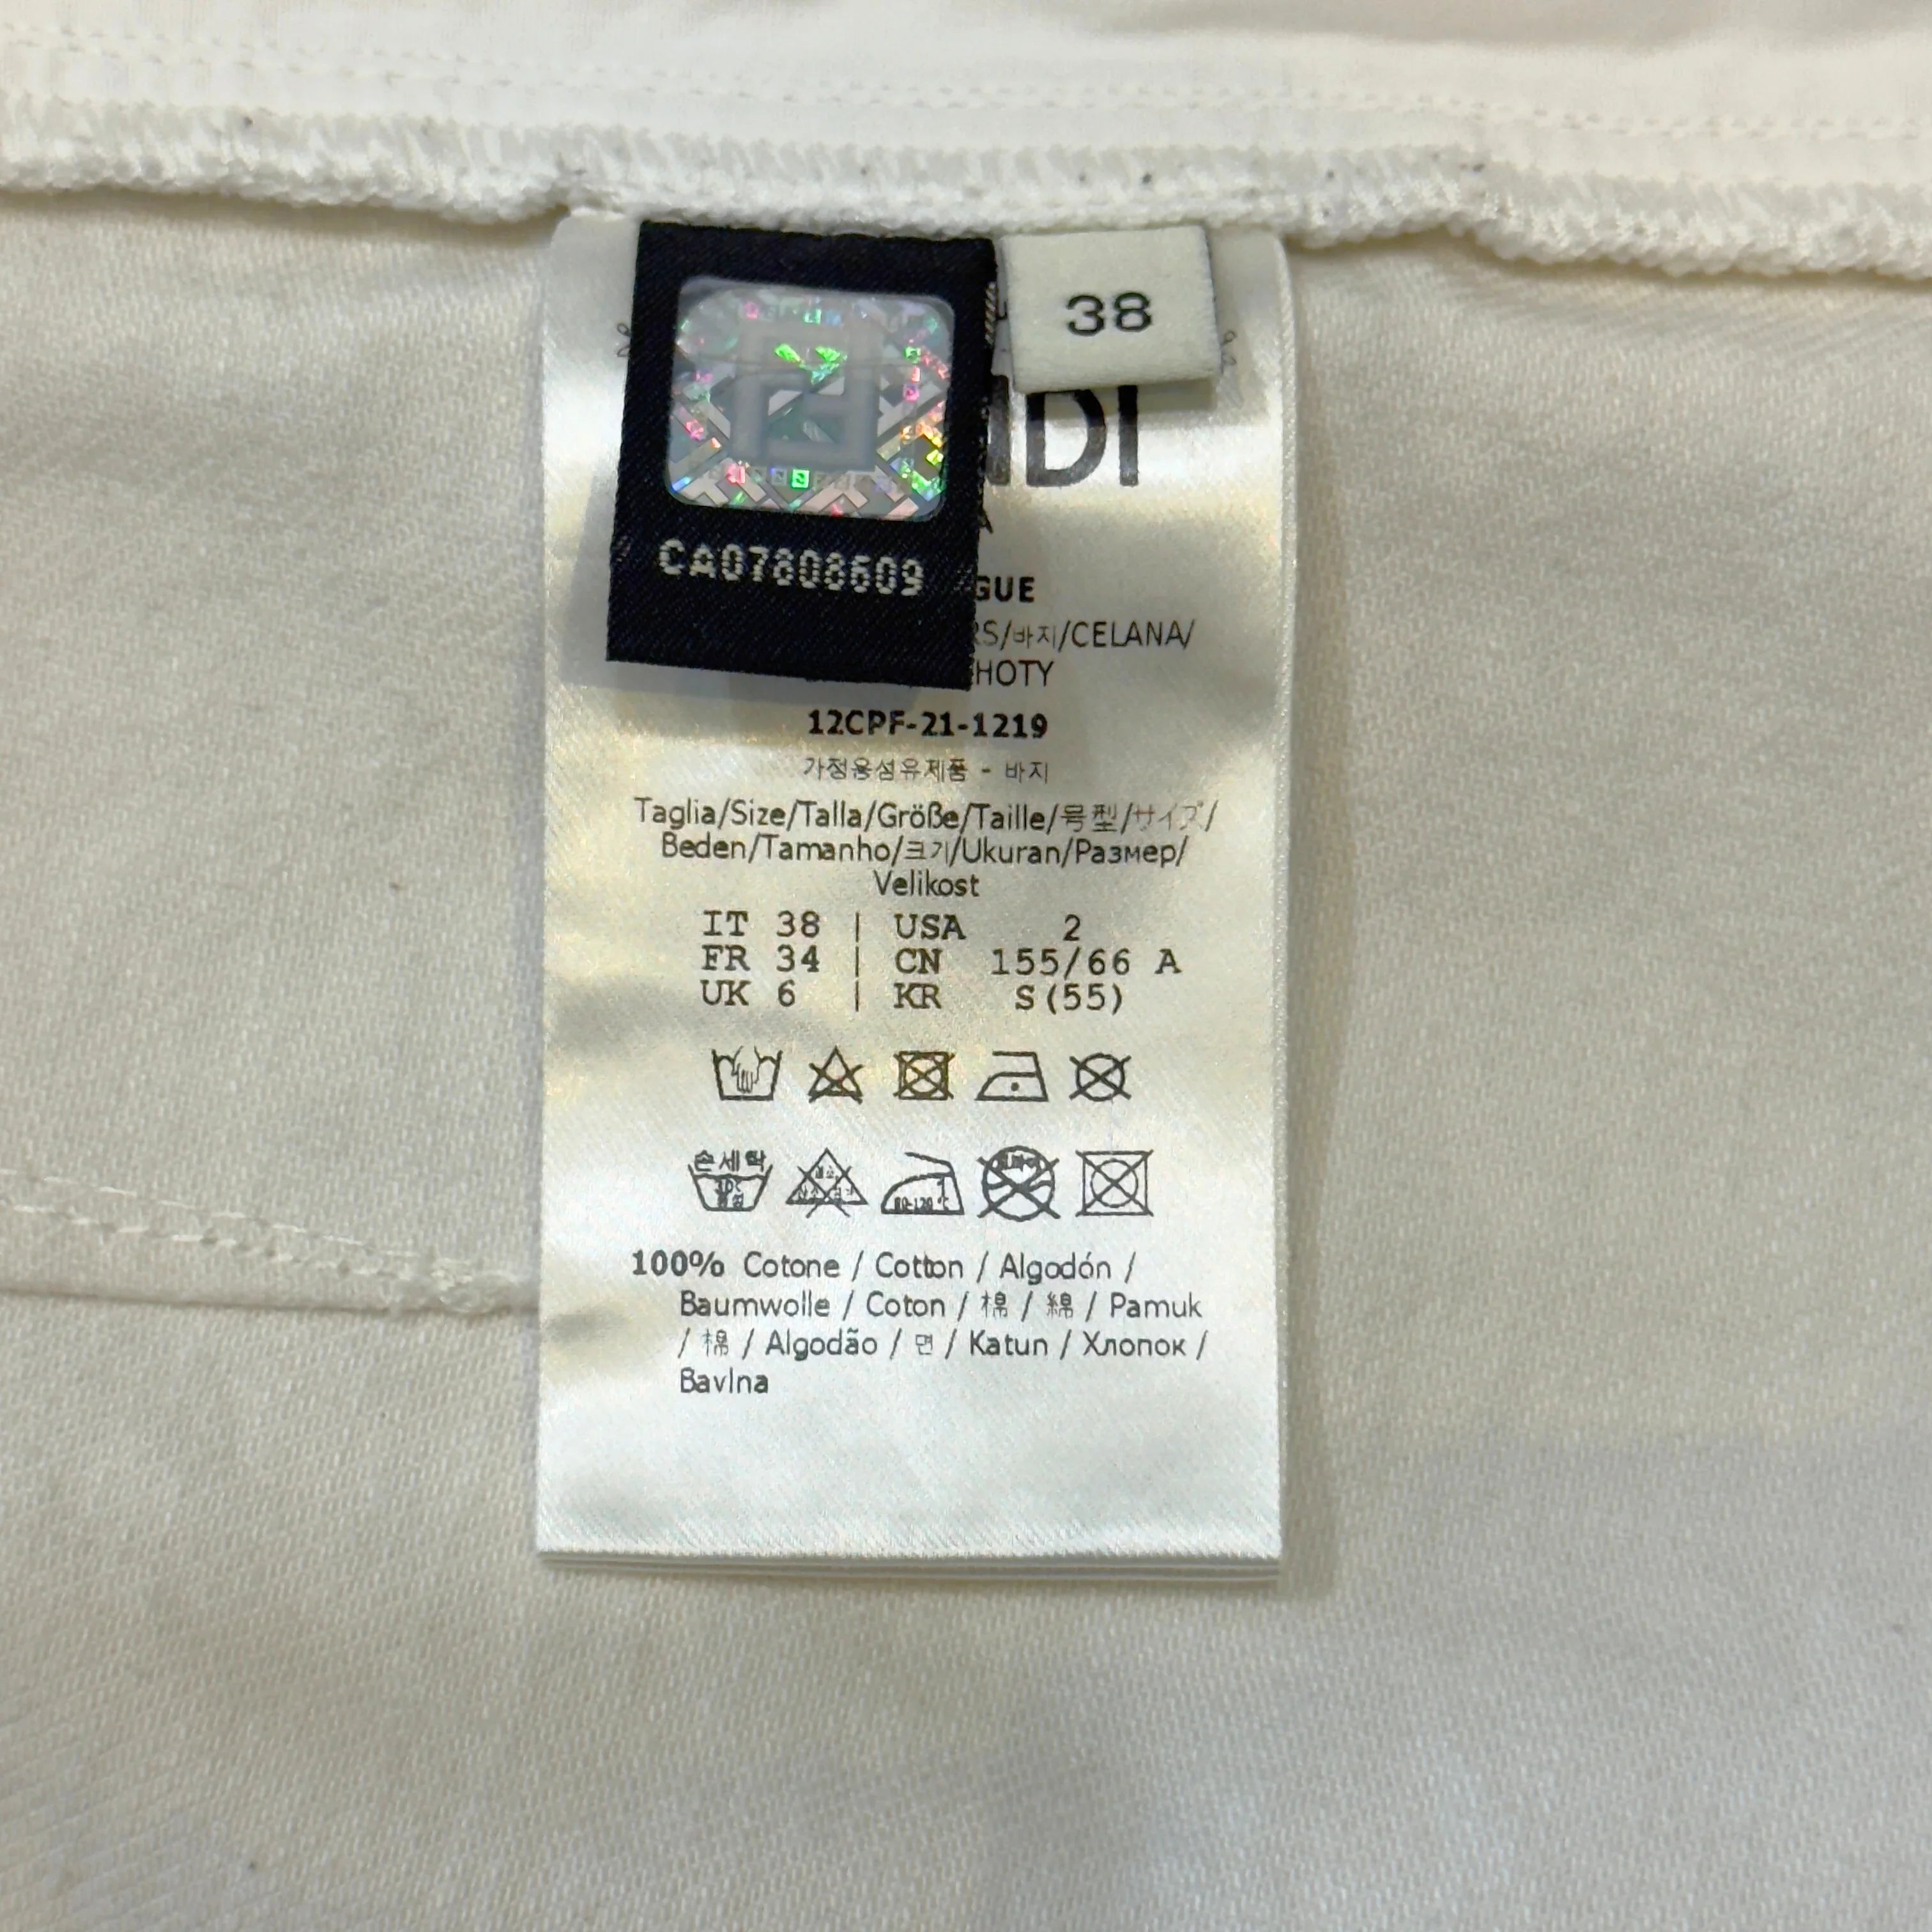 38
CA07808609
12CPF-21-1219
/바지/CELANA/
가정용섬유제품 - 바지
Taglia/Size/Talla/Größe/Taille/号型/サイズ/
Beden/Tamanho/크기/Ukuran/Размер/
Velikost
IT 38 | USA 2
FR 34 | CN 155/66 A
UK 6 | KR S(55)
손세탁
80-120°C
100% Cotone / Cotton / Algodón /
Baumwolle / Coton / 棉 / 綿 / Pamuk
/ 棉 / Algodão / 면 / Katun / Хлопок /
Bavlna